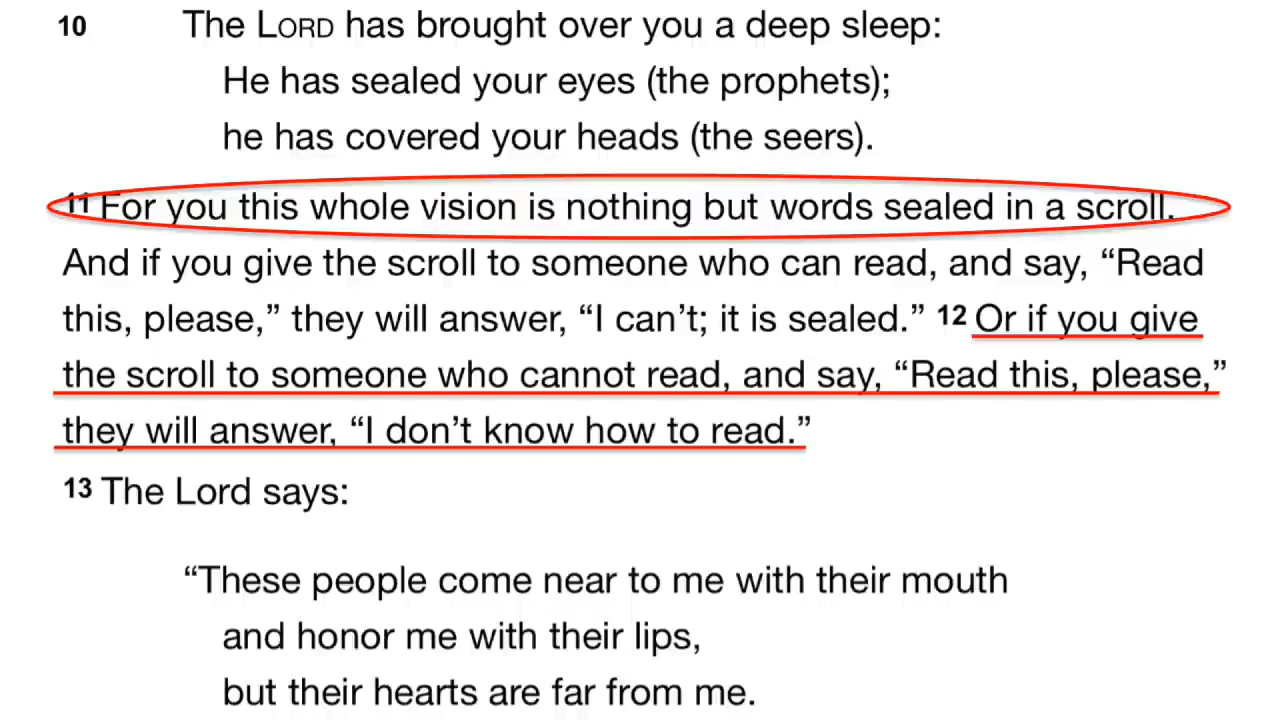 10 The LORD has brought over you a deep sleep:
He has sealed your eyes (the prophets);
he has covered your heads (the seers).
11 For you this whole vision is nothing but words sealed in a scroll.
And if you give the scroll to someone who can read, and say, “Read
this, please,” they will answer, “I can’t; it is sealed.” 12 Or if you give
the scroll to someone who cannot read, and say, “Read this, please,”
they will answer, “I don’t know how to read.”
13 The Lord says:
“These people come near to me with their mouth
and honor me with their lips,
but their hearts are far from me.